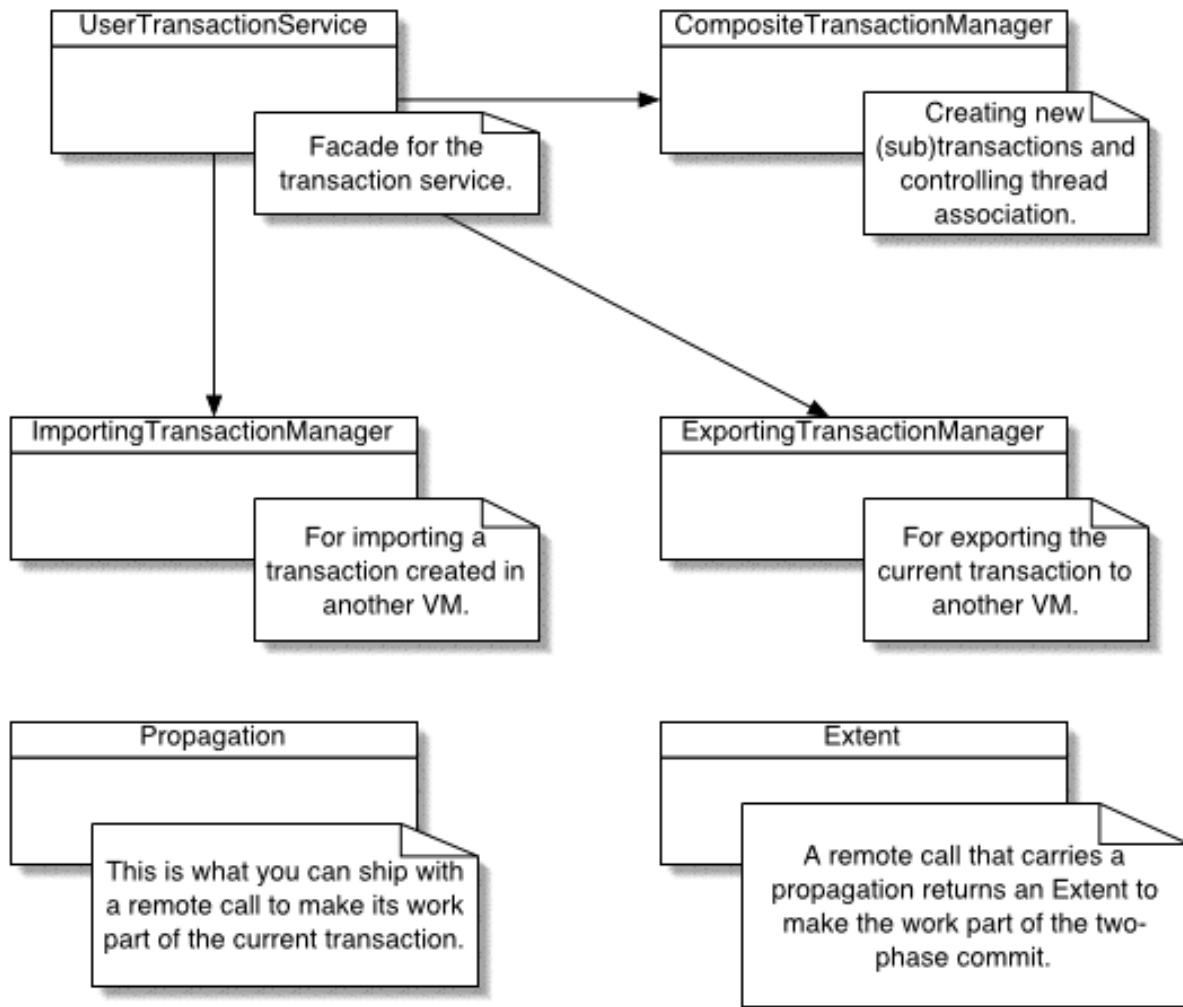 UserTransactionService
Facade for the
transaction service.
CompositeTransactionManager
Creating new
(sub)transactions and
controlling thread
association.
ImportingTransactionManager
For importing a
transaction created in
another VM.
ExportingTransactionManager
For exporting the
current transaction to
another VM.
Propagation
This is what you can ship with
a remote call to make its work
part of the current transaction.
Extent
A remote call that carries a
propagation returns an Extent to
make the work part of the two-
phase commit.